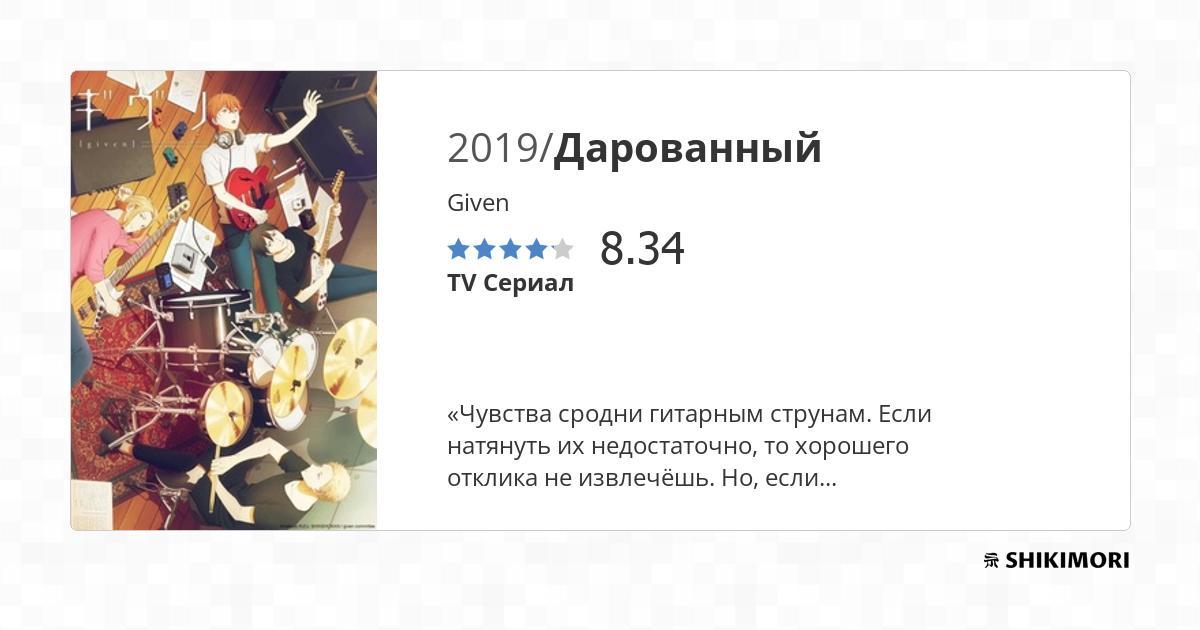 ギヴン
[given]
Marshall
2019/Дарованный
Given
8.34
TV Сериал
«Чувства сродни гитарным струнам. Если
натянуть их недостаточно, то хорошего
отклика не извлечёшь. Но, если...
SHIKIMORI